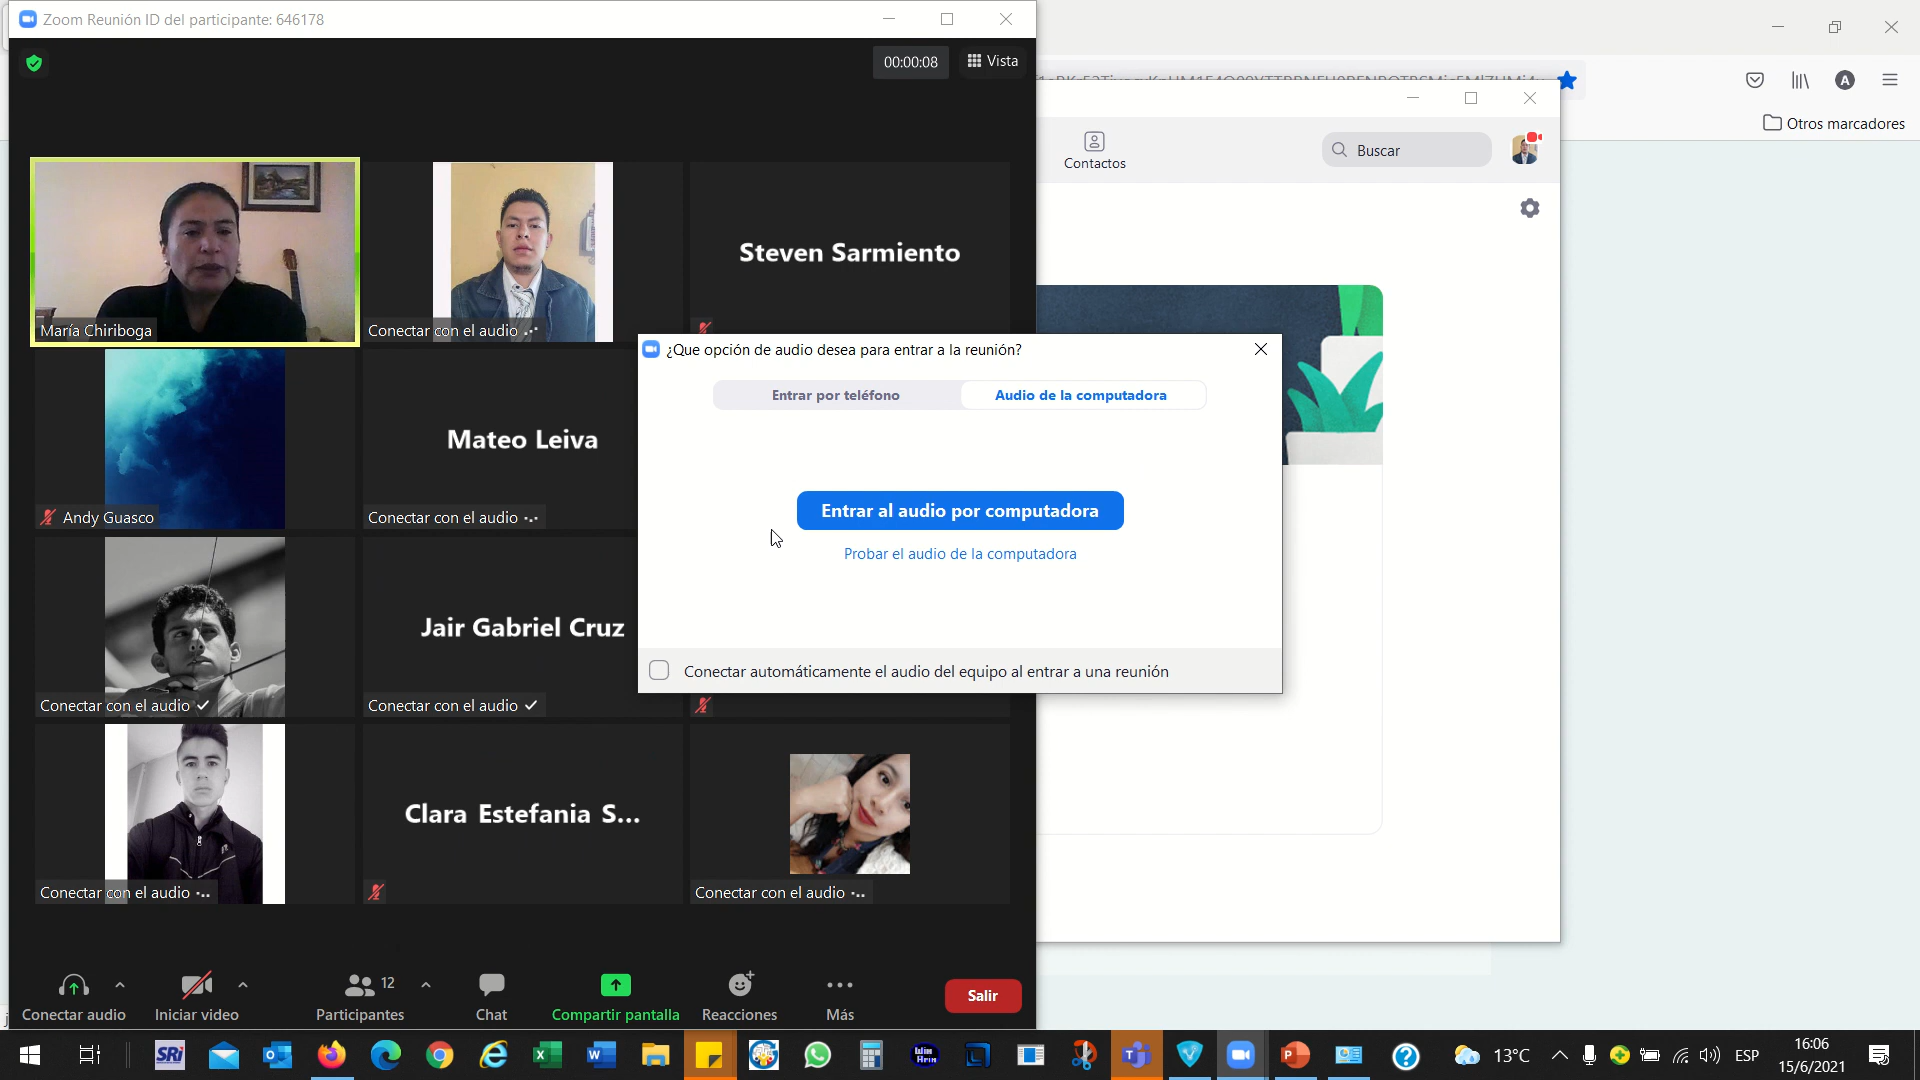 Zoom Reunión ID del participante: 646178
00:00:08
Vista
Otros marcadores
Contactos
Buscar
María Chiriboga
Conectar con el audio
Steven Sarmiento
¿Que opción de audio desea para entrar a la reunión?
Entrar por teléfono
Audio de la computadora
Andy Guasco
Mateo Leiva
Conectar con el audio
Entrar al audio por computadora
Probar el audio de la computadora
Jair Gabriel Cruz
Conectar automáticamente el audio del equipo al entrar a una reunión
Conectar con el audio
Conectar con el audio
Clara Estefania S...
Conectar con el audio
Conectar con el audio
Conectar audio
Iniciar video
12
Participantes
Chat
Compartir pantalla
Reacciones
Más
Salir
SRi
13°C
ESP
16:06
15/6/2021